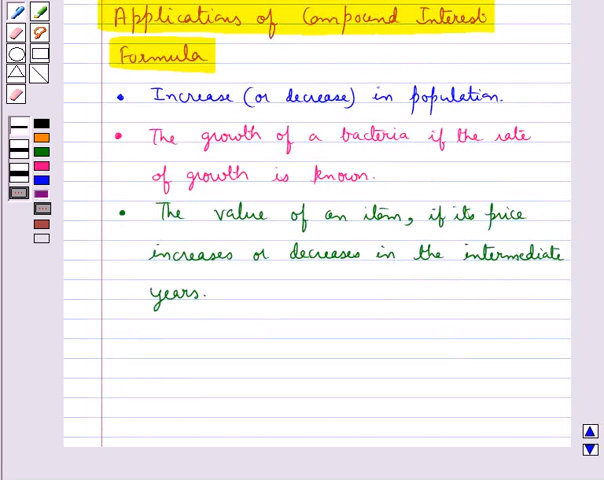 Applications of Compound Interest
Formula
• Increase (or decrease) in population.
• The growth of a bacteria if the rate
of growth is known.
• The value of an item, if its price
increases or decreases in the intermediate
years.